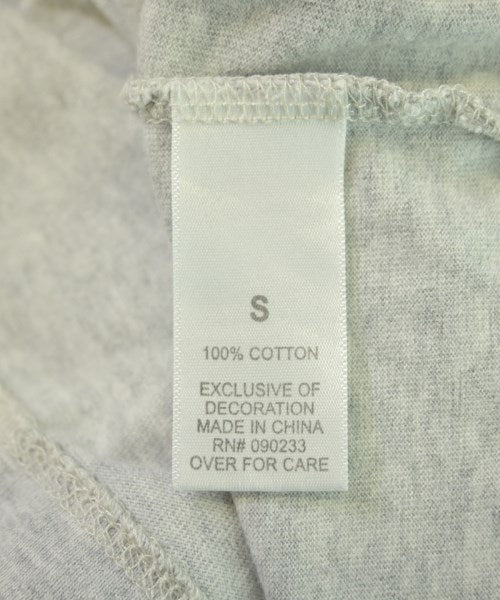 S
100% COTTON
EXCLUSIVE OF
DECORATION
MADE IN CHINA
RN# 090233
OVER FOR CARE